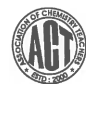 ASSOCIATION OF CHEMISTRY TEACHERS
ACT
ESTD : 2000